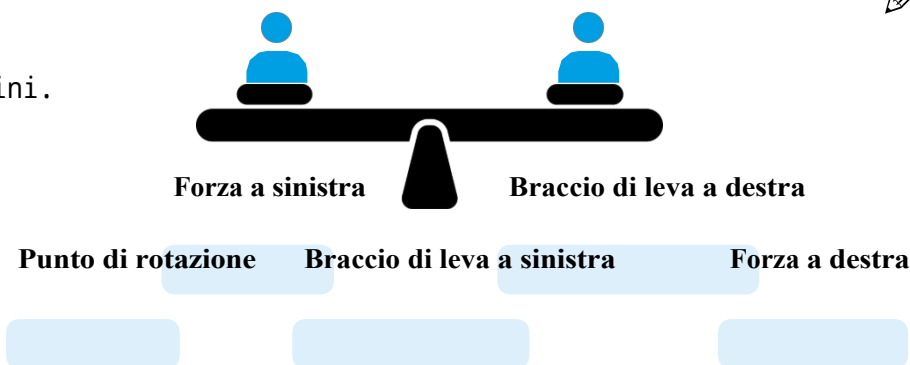 ini.
Forza a sinistra Braccio di leva a destra
Punto di rotazione Braccio di leva a sinistra Forza a destra